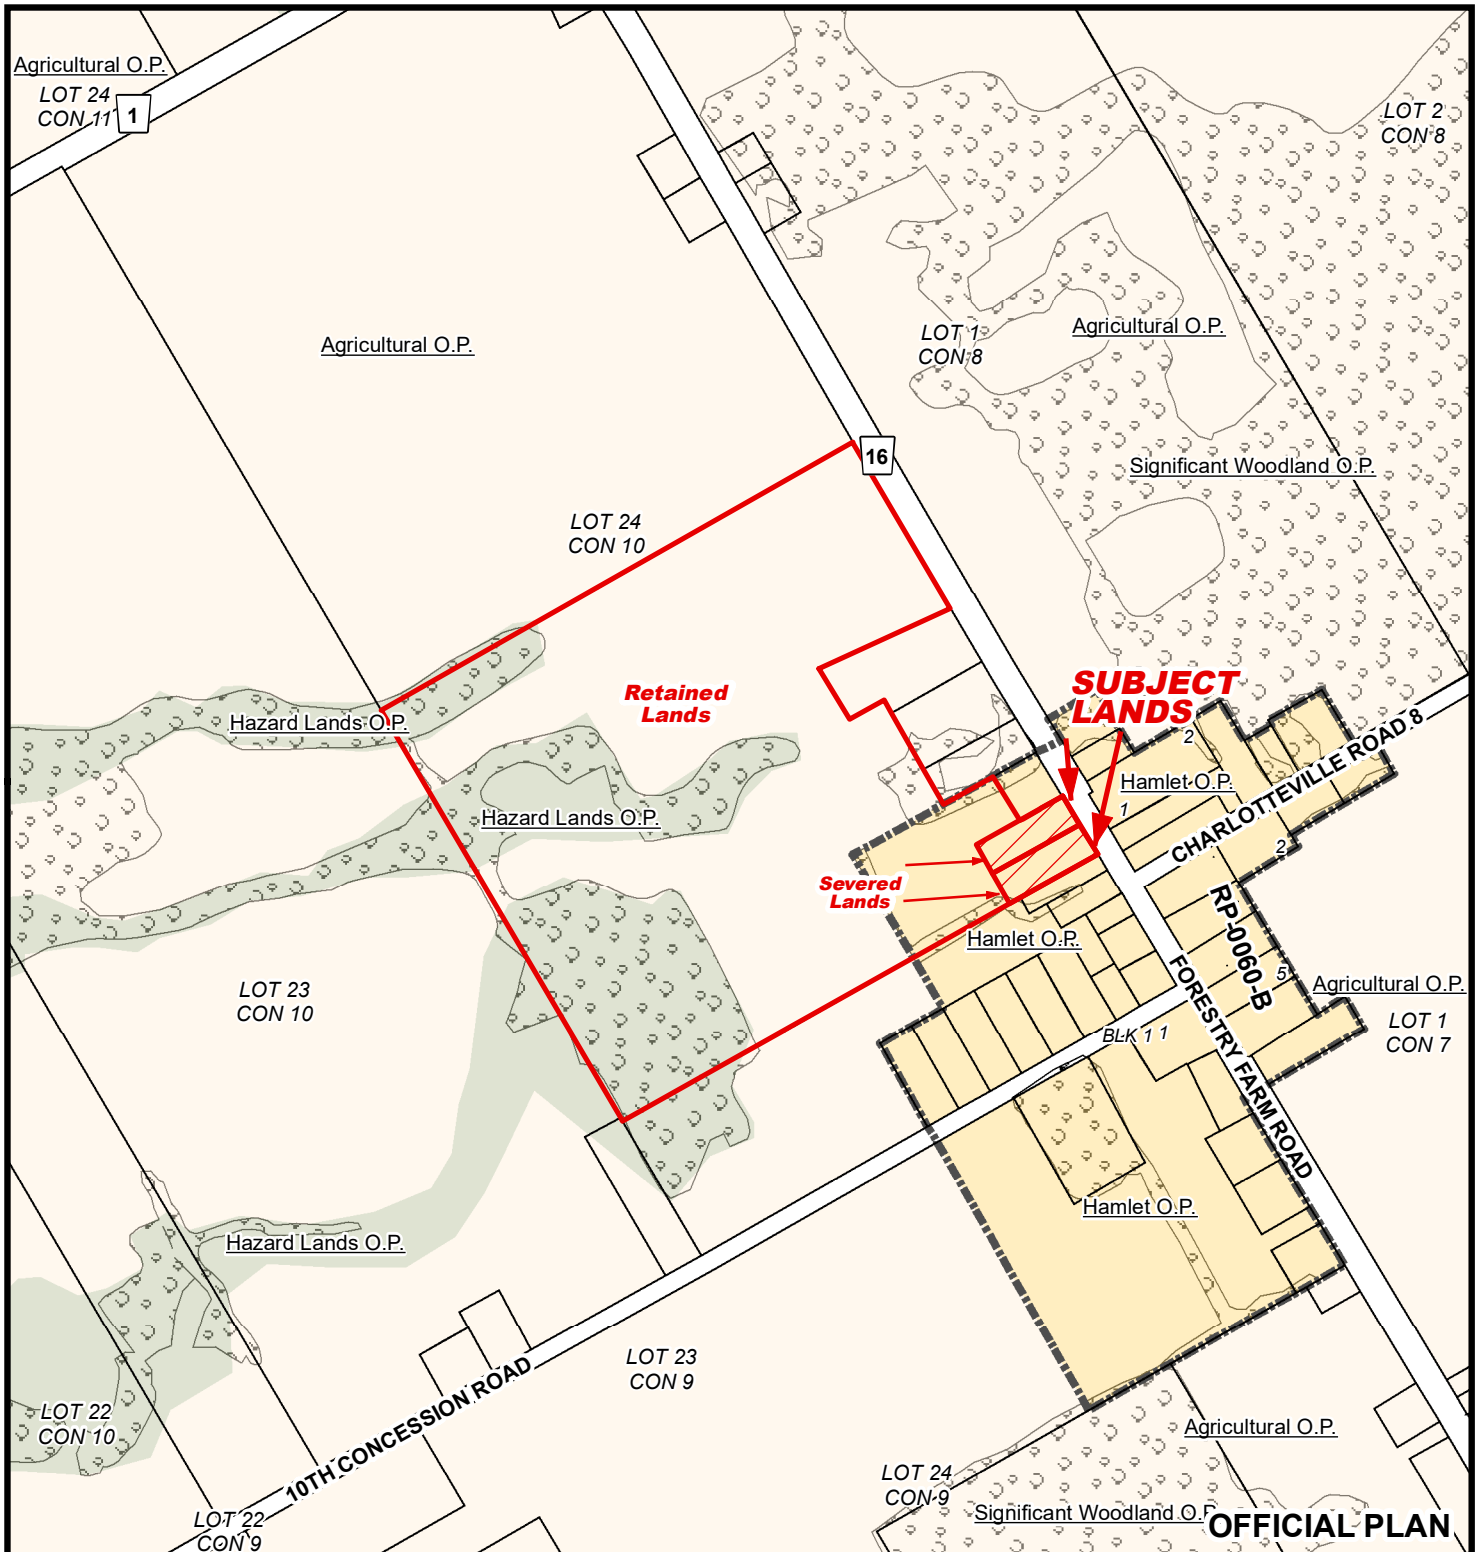 Agricultural O.P.
LOT 24
CON 11
1
LOT 2
CON 8
Agricultural O.P.
LOT 1
CON 8
Agricultural O.P.
16
Significant Woodland O.P.
LOT 24
CON 10
Retained
Lands
SUBJECT
LANDS
Hazard Lands O.P.
2
Hamlet O.P.
1
CHARLOTTEVILLE ROAD 8
Hazard Lands O.P.
2
Severed
Lands
RP-0060-B
Hamlet O.P.
5
Agricultural O.P.
LOT 23
CON 10
FORESTRY FARM ROAD
LOT 1
CON 7
BLK 1 1
Hamlet O.P.
Hazard Lands O.P.
LOT 23
CON 9
10TH CONCESSION ROAD
LOT 22
CON 10
Agricultural O.P.
LOT 24
CON 9
Significant Woodland O.P.
LOT 22
CON 9
OFFICIAL PLAN